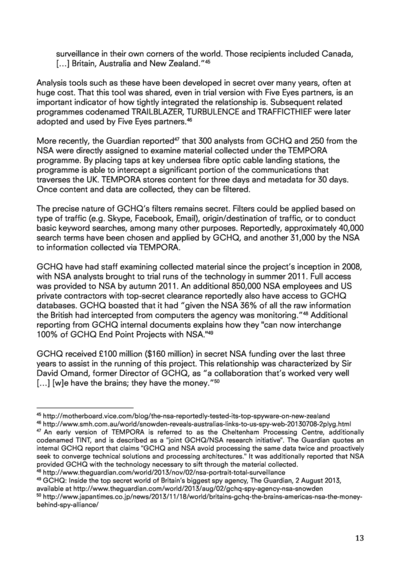 surveillance in their own corners of the world. Those recipients included Canada,
[…] Britain, Australia and New Zealand.”45
Analysis tools such as these have been developed in secret over many years, often at
huge cost. That this tool was shared, even in trial version with Five Eyes partners, is an
important indicator of how tightly integrated the relationship is. Subsequent related
programmes codenamed TRAILBLAZER, TURBULENCE and TRAFFICTHIEF were later
adopted and used by Five Eyes partners.46
More recently, the Guardian reported47 that 300 analysts from GCHQ and 250 from the
NSA were directly assigned to examine material collected under the TEMPORA
programme. By placing taps at key undersea fibre optic cable landing stations, the
programme is able to intercept a significant portion of the communications that
traverses the UK. TEMPORA stores content for three days and metadata for 30 days.
Once content and data are collected, they can be filtered.
The precise nature of GCHQ’s filters remains secret. Filters could be applied based on
type of traffic (e.g. Skype, Facebook, Email), origin/destination of traffic, or to conduct
basic keyword searches, among many other purposes. Reportedly, approximately 40,000
search terms have been chosen and applied by GCHQ, and another 31,000 by the NSA
to information collected via TEMPORA.
GCHQ have had staff examining collected material since the project’s inception in 2008,
with NSA analysts brought to trial runs of the technology in summer 2011. Full access
was provided to NSA by autumn 2011. An additional 850,000 NSA employees and US
private contractors with top-secret clearance reportedly also have access to GCHQ
databases. GCHQ boasted that it had “given the NSA 36% of all the raw information
the British had intercepted from computers the agency was monitoring.”48 Additional
reporting from GCHQ internal documents explains how they "can now interchange
100% of GCHQ End Point Projects with NSA."49
GCHQ received £100 million ($160 million) in secret NSA funding over the last three
years to assist in the running of this project. This relationship was characterized by Sir
David Omand, former Director of GCHQ, as “a collaboration that’s worked very well
[…] [w]e have the brains; they have the money.”50
45 http://motherboard.vice.com/blog/the-nsa-reportedly-tested-its-top-spyware-on-new-zealand
46 http://www.smh.com.au/world/snowden-reveals-australias-links-to-us-spy-web-20130708-2plyg.html
47 An early version of TEMPORA is referred to as the Cheltenham Processing Centre, additionally
codenamed TINT, and is described as a "joint GCHQ/NSA research initiative". The Guardian quotes an
internal GCHQ report that claims "GCHQ and NSA avoid processing the same data twice and proactively
seek to converge technical solutions and processing architectures." It was additionally reported that NSA
provided GCHQ with the technology necessary to sift through the material collected.
48 http://www.theguardian.com/world/2013/nov/02/nsa-portrait-total-surveillance
49 GCHQ: Inside the top secret world of Britain’s biggest spy agency, The Guardian, 2 August 2013,
available at http://www.theguardian.com/world/2013/aug/02/gchq-spy-agency-nsa-snowden
50 http://www.japantimes.co.jp/news/2013/11/18/world/britains-gchq-the-brains-americas-nsa-the-money-
behind-spy-alliance/
13